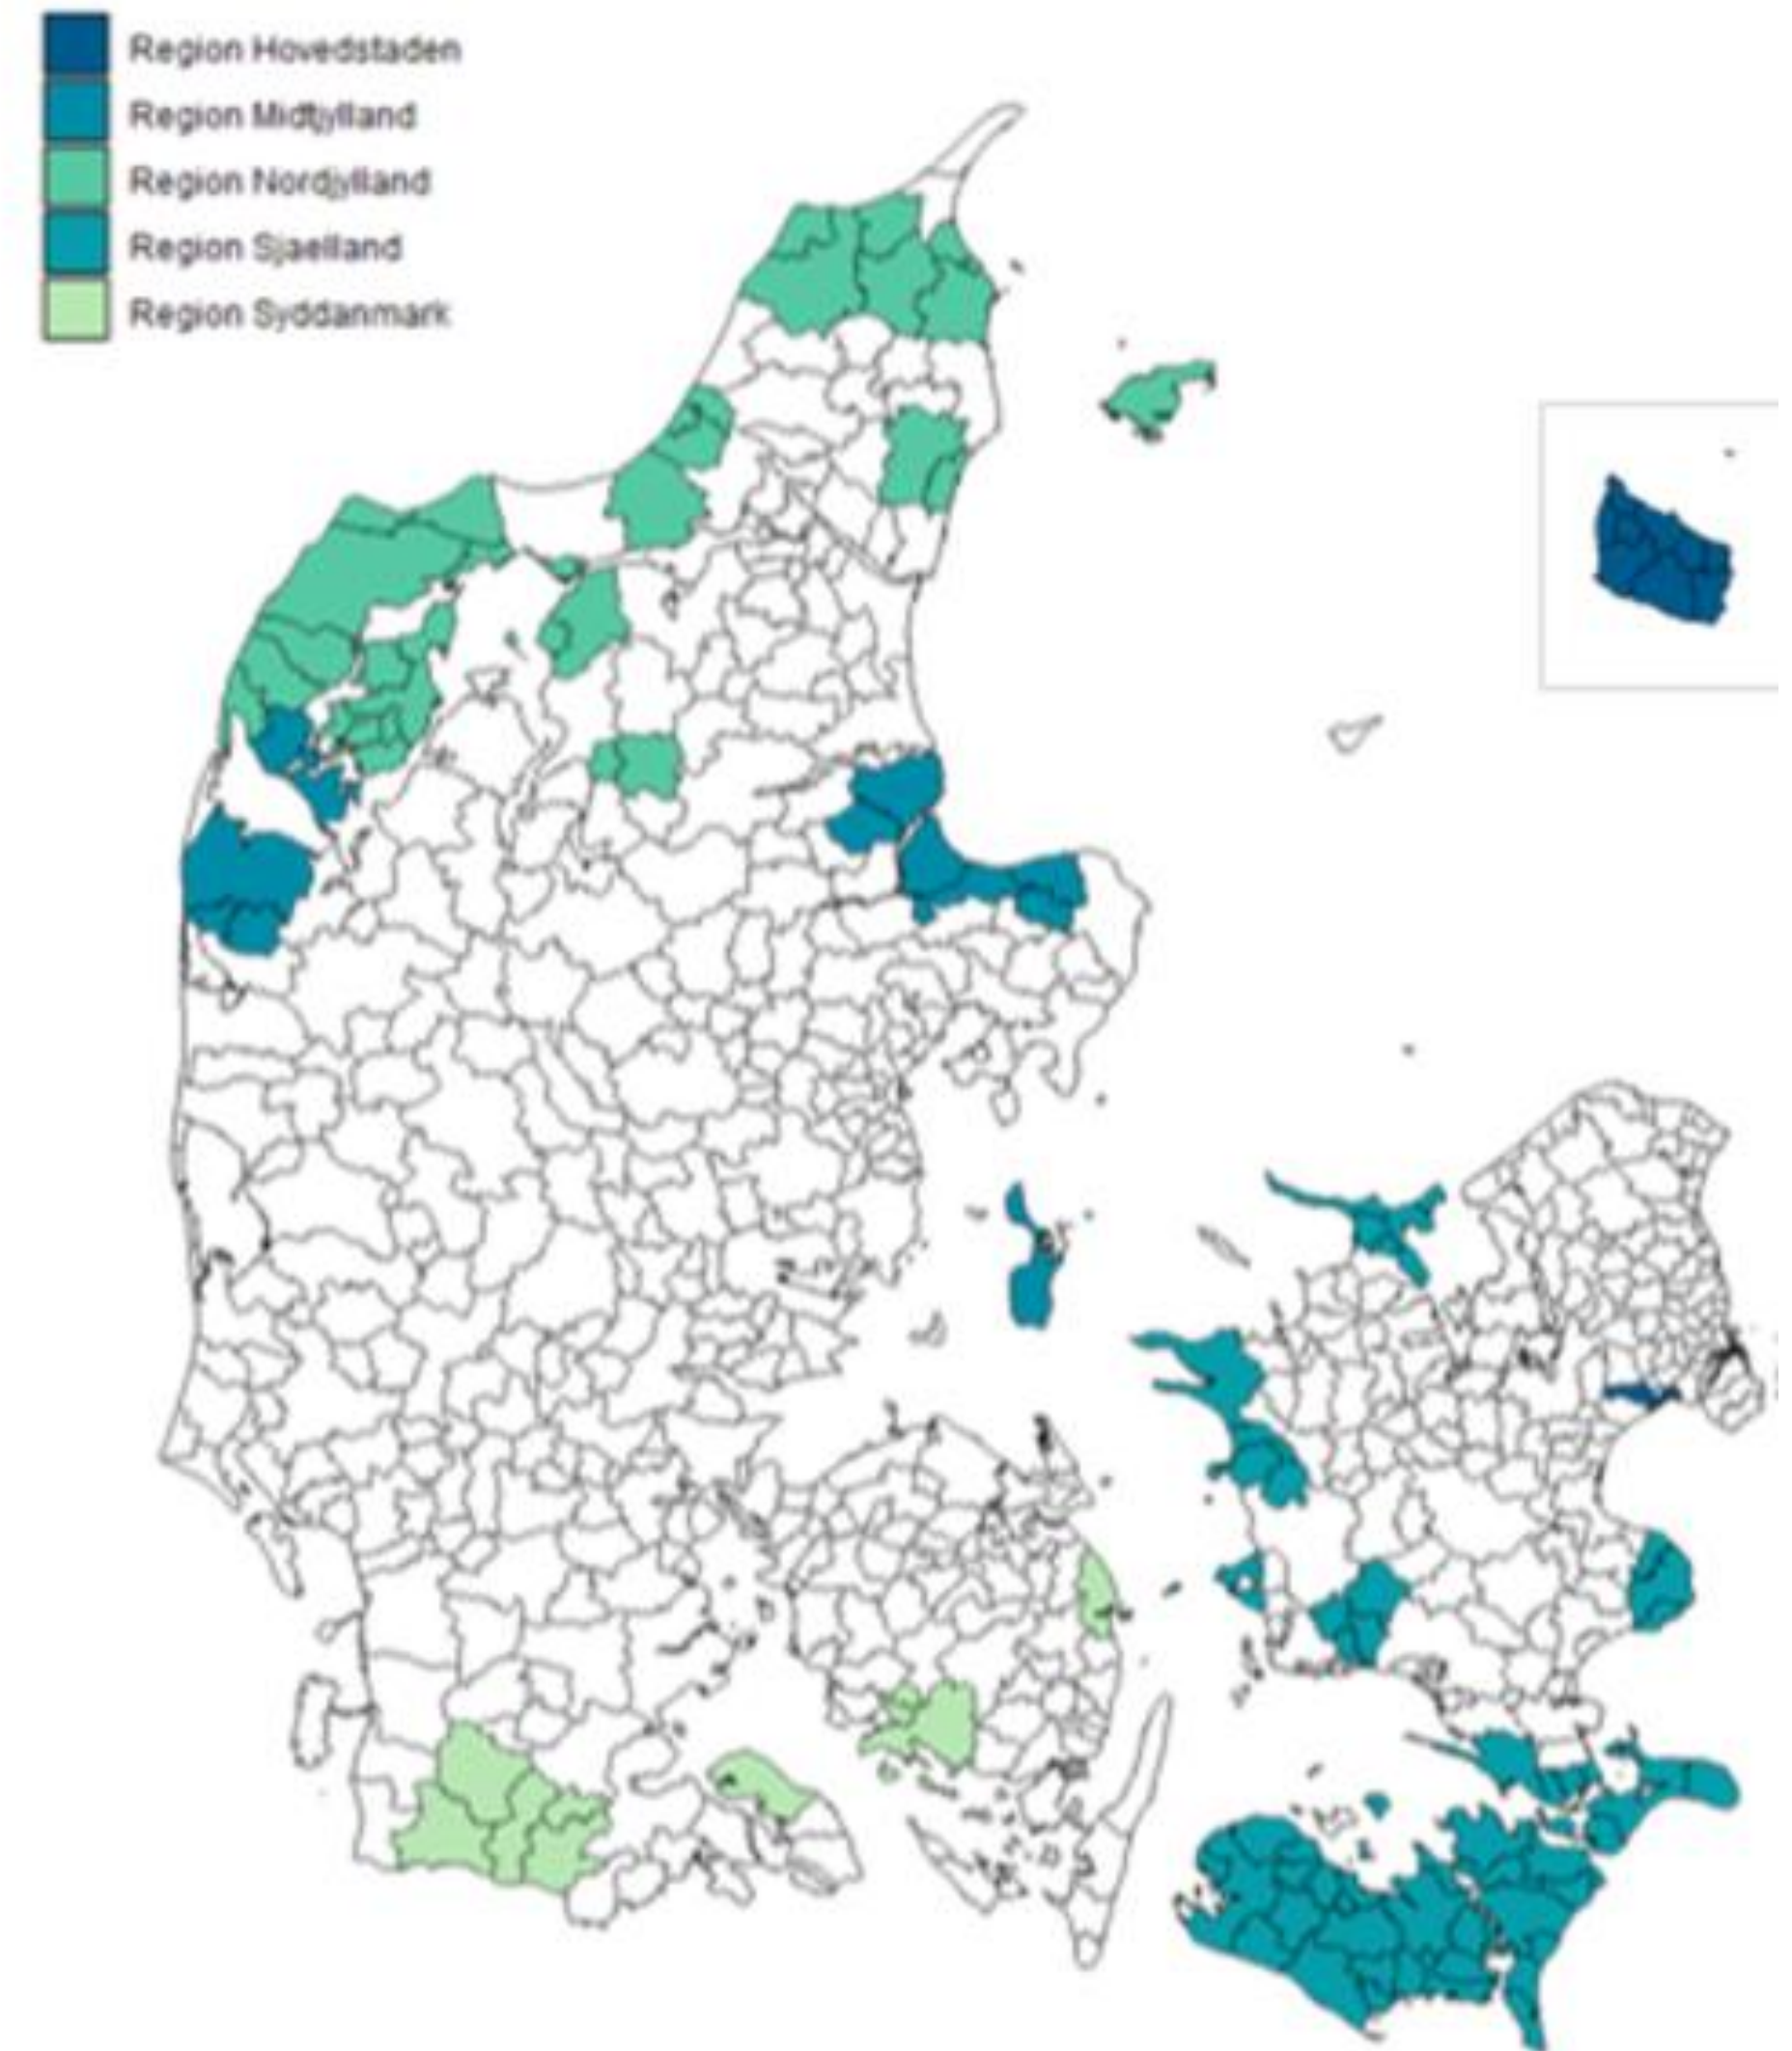 Region Hovedstaden
Region Midtjylland
Region Nordjylland
Region Sjaelland
Region Syddanmark